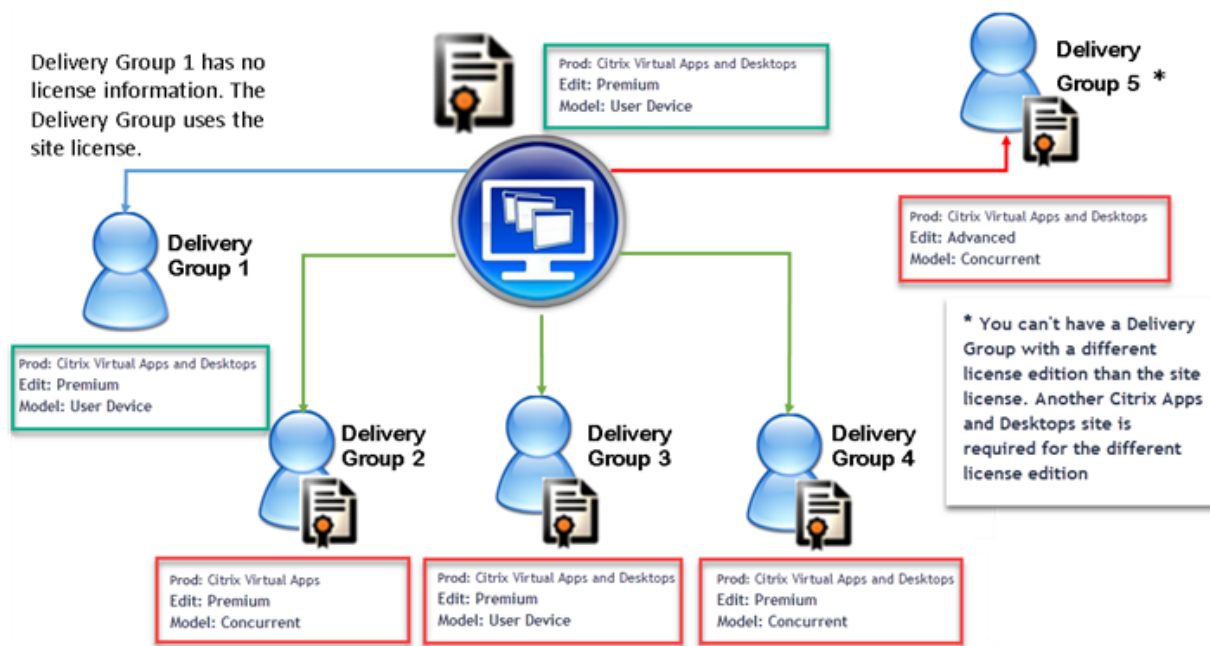 Delivery Group 1 has no
license information. The
Delivery Group uses the
site license.
Prod: Citrix Virtual Apps and Desktops
Edit: Premium
Model: User Device
Delivery
Group 5 *
Prod: Citrix Virtual Apps and Desktops
Edit: Advanced
Model: Concurrent
Delivery
Group 1
Prod: Citrix Virtual Apps and Desktops
Edit: Premium
Model: User Device
* You can't have a Delivery
Group with a different
license edition than the site
license. Another Citrix Apps
and Desktops site is
required for the different
license edition
Delivery
Group 2
Delivery
Group 3
Delivery
Group 4
Prod: Citrix Virtual Apps
Edit: Premium
Model: Concurrent
Prod: Citrix Virtual Apps and Desktops
Edit: Premium
Model: User Device
Prod: Citrix Virtual Apps and Desktops
Edit: Premium
Model: Concurrent